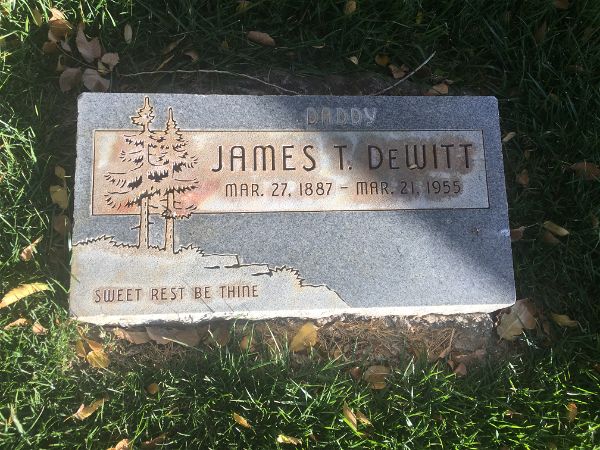 DADDY
JAMES T. DEWITT
MAR. 27, 1887 - MAR. 21, 1955
SWEET REST BE THINE